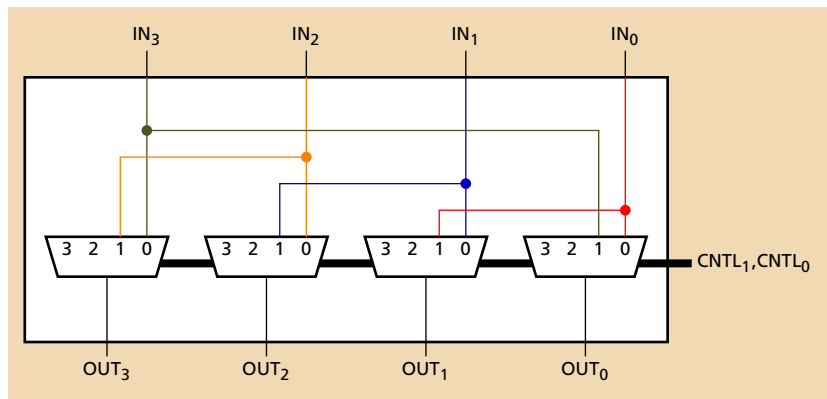 IN3 IN2 IN1 IN0
3 2 1 0 3 2 1 0 3 2 1 0 3 2 1 0
CNTL1,CNTL0
OUT3 OUT2 OUT1 OUT0